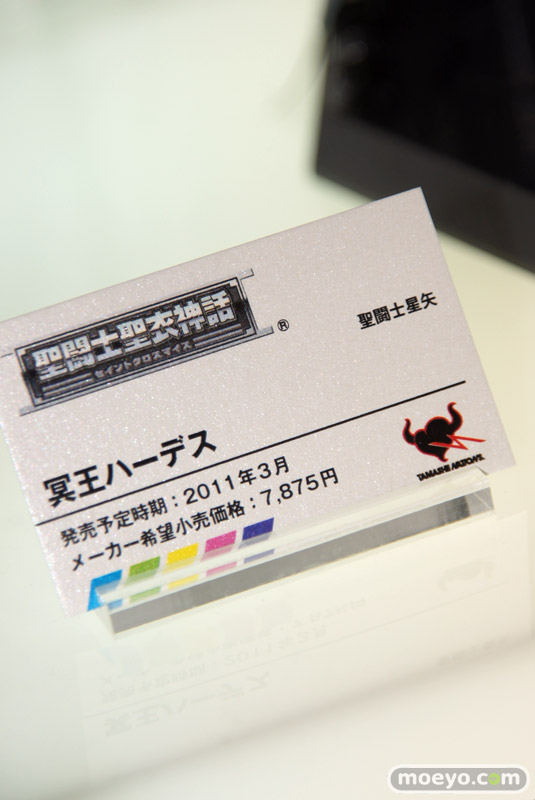 聖闘士聖衣神話®
セイントクロスマイス
聖闘士星矢
冥王ハーデス
TAMASHII NATIONS
発売予定時期：2011年3月
メーカー希望小売価格：7,875円
moeyo.com